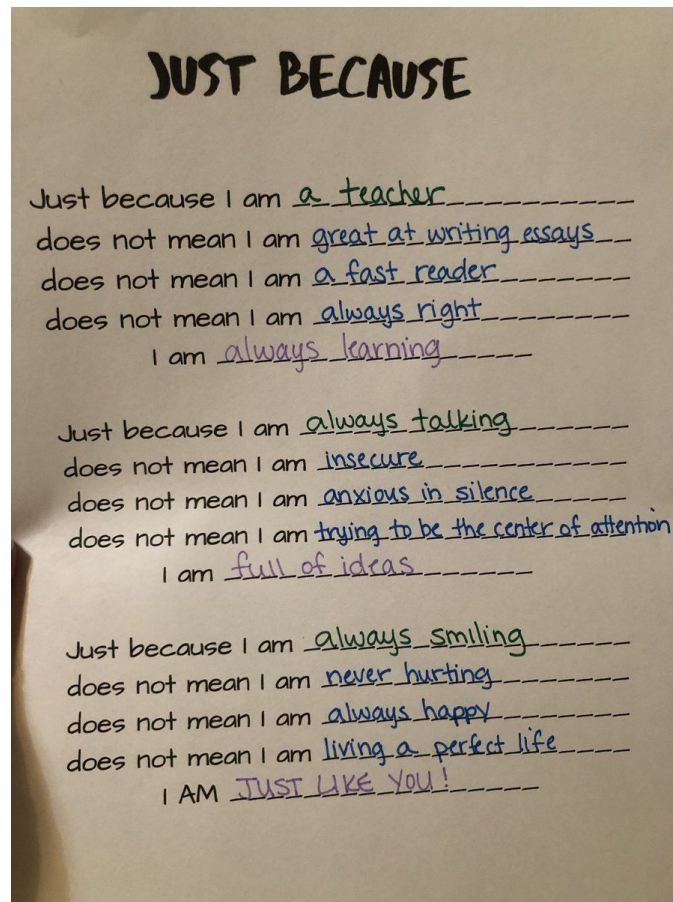 JUST BECAUSE
Just because I am a teacher
does not mean I am great at writing essays
does not mean I am a fast reader
does not mean I am always right
I am always learning
Just because I am always talking
does not mean I am insecure
does not mean I am anxious in silence
does not mean I am trying to be the center of attention
I am full of ideas
Just because I am always smiling
does not mean I am never hurting
does not mean I am always happy
does not mean I am living a perfect life
I AM JUST LIKE YOU!